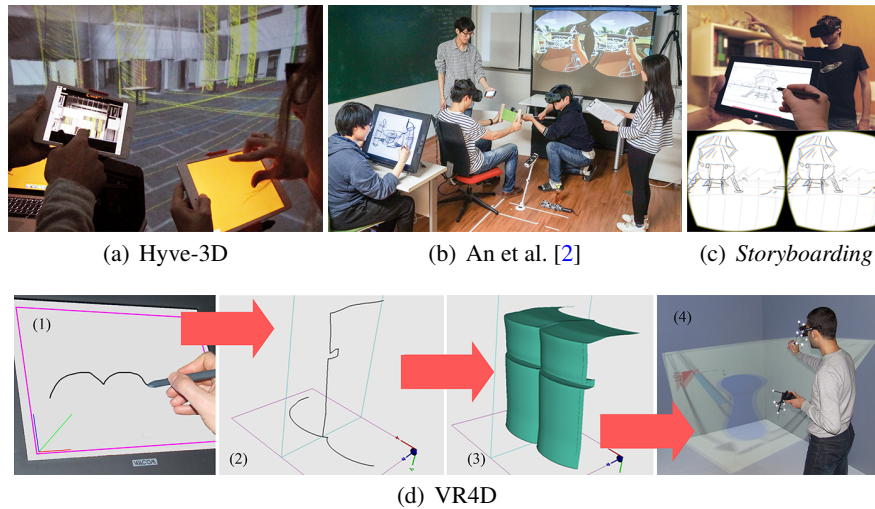 (a) Hyve-3D
(b) An et al. [2]
(c) Storyboarding
(1)
(2)
(3)
(4)
WACOM
(d) VR4D